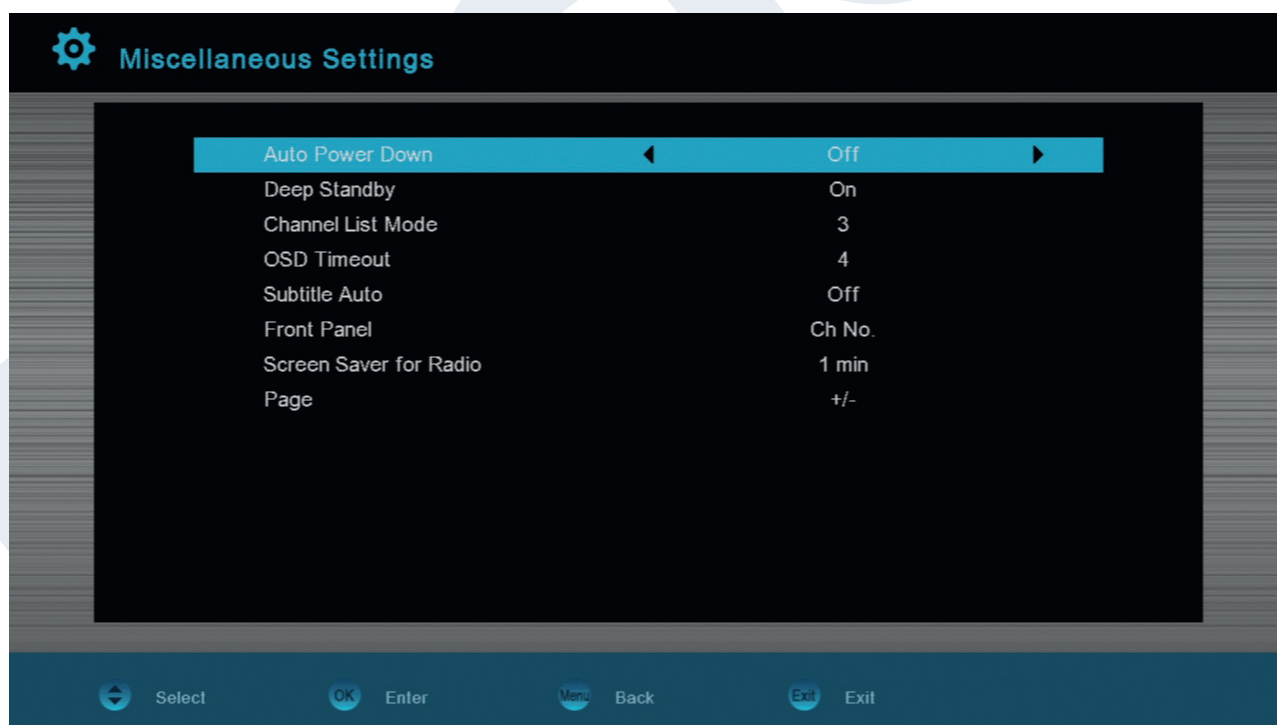 Miscellaneous Settings
Auto Power Down Off
Deep Standby On
Channel List Mode 3
OSD Timeout 4
Subtitle Auto Off
Front Panel Ch No.
Screen Saver for Radio 1 min
Page +/-
Select OK Enter Menu Back Exit Exit